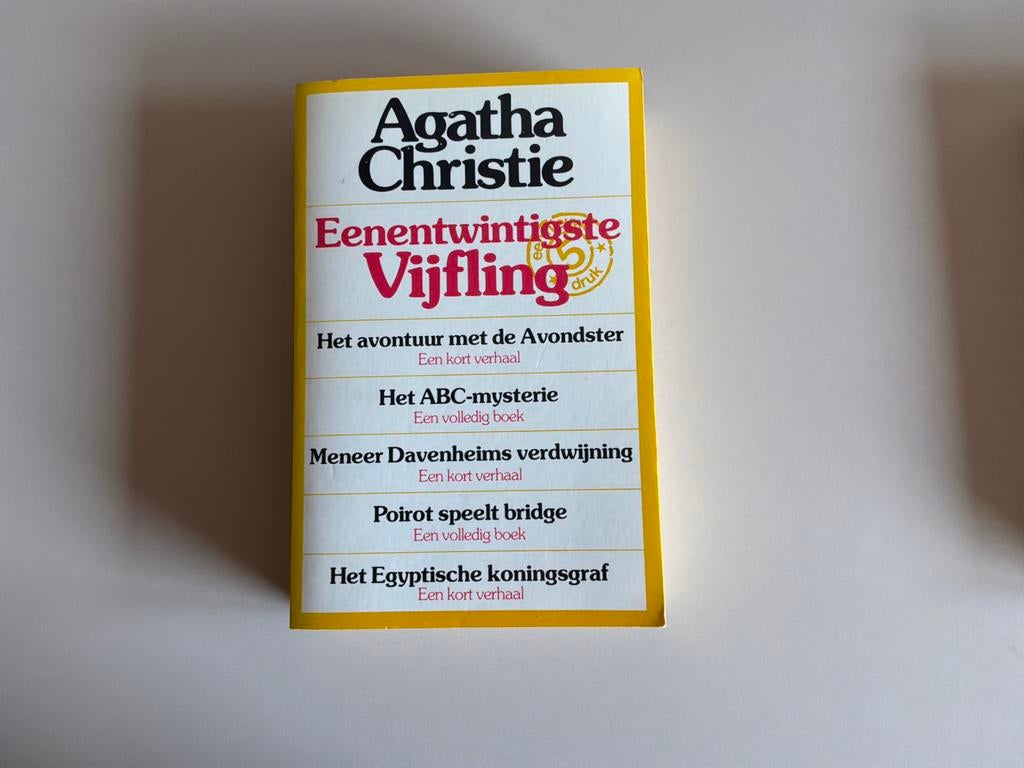 Agatha
Christie
Eenentwintigste
Vijfling
5
druk
Het avontuur met de Avondster
Een kort verhaal
Het ABC-mysterie
Een volledig boek
Meneer Davenheims verdwijning
Een kort verhaal
Poirot speelt bridge
Een volledig boek
Het Egyptische koningsgraf
Een kort verhaal